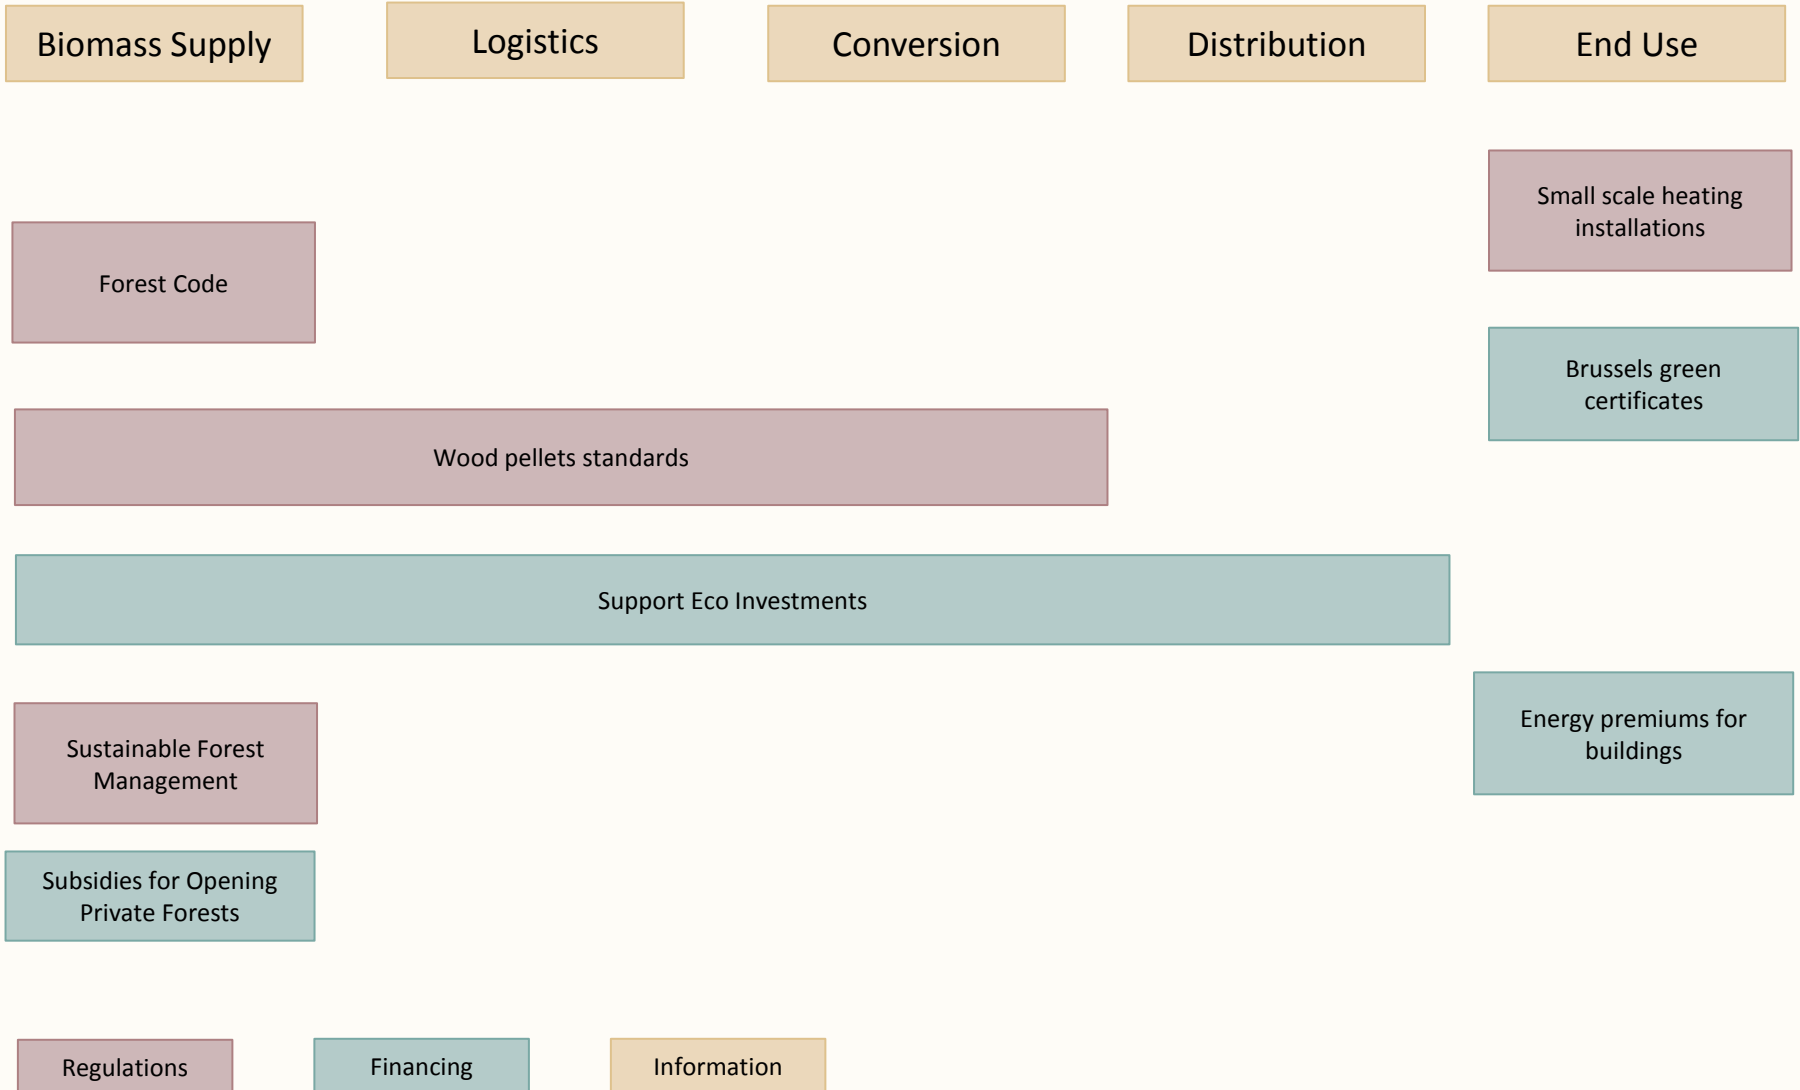 Biomass Supply
Logistics
Conversion
Distribution
End Use
Small scale heating
installations
Forest Code
Brussels green
certificates
Wood pellets standards
Support Eco Investments
Energy premiums for
buildings
Sustainable Forest
Management
Subsidies for Opening
Private Forests
Regulations
Financing
Information